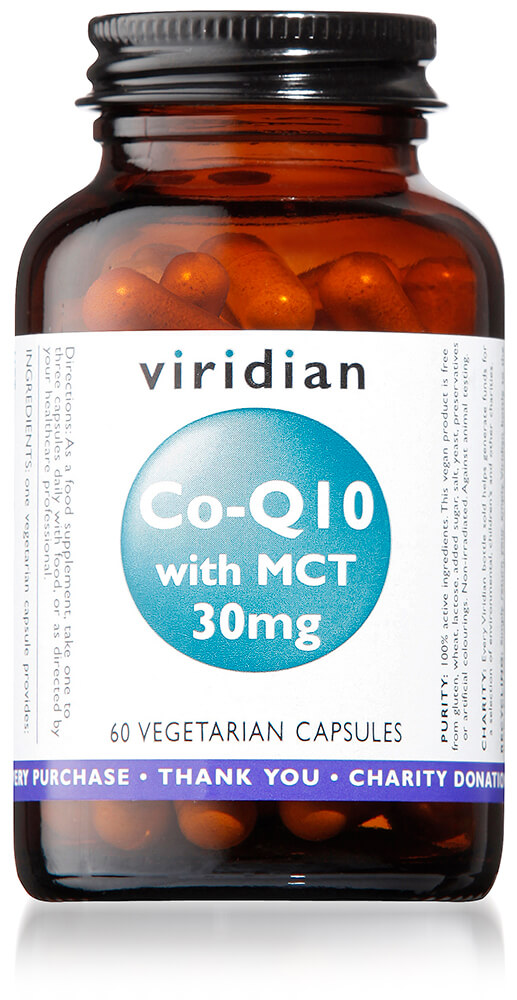 viridian
Co-Q10
with MCT
30mg
60 VEGETARIAN CAPSULES
ERY PURCHASE • THANK YOU • CHARITY DONATIO
Directions: As a food supplement, take one to
three capsules daily with food, or as directed by
your healthcare professional.
INGREDIENTS one vegetarian capsule provides:
PURITY: 100% active ingredients. This vegan product is free
from gluten, wheat, lactose, added sugar, salt, yeast, preservatives
or artificial colourings. Non-irradiated. Against animal testing.
CHARITY: Every Viridian bottle sold helps generate funds for
a selection of environmental, children's and other charities.